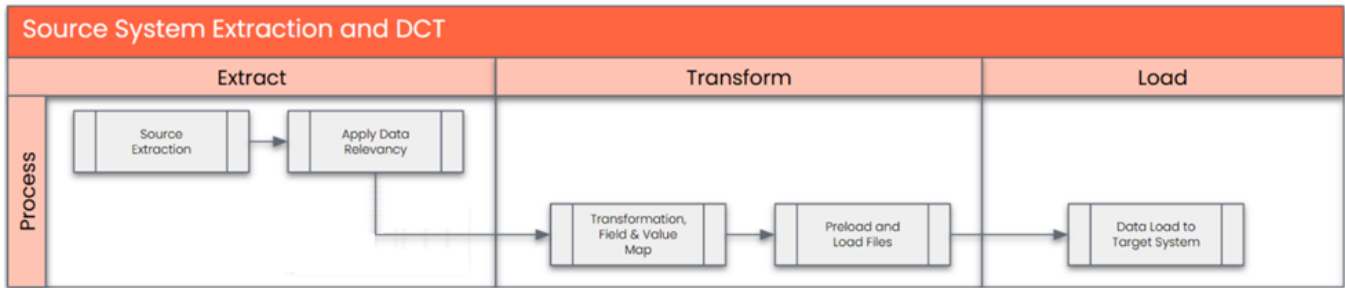 Source System Extraction and DCT
Extract
Transform
Load
Process
Source
Extraction
Apply Data
Relevancy
Transformation,
Field & Value
Map
Preload and
Load Files
Data Load to
Target System